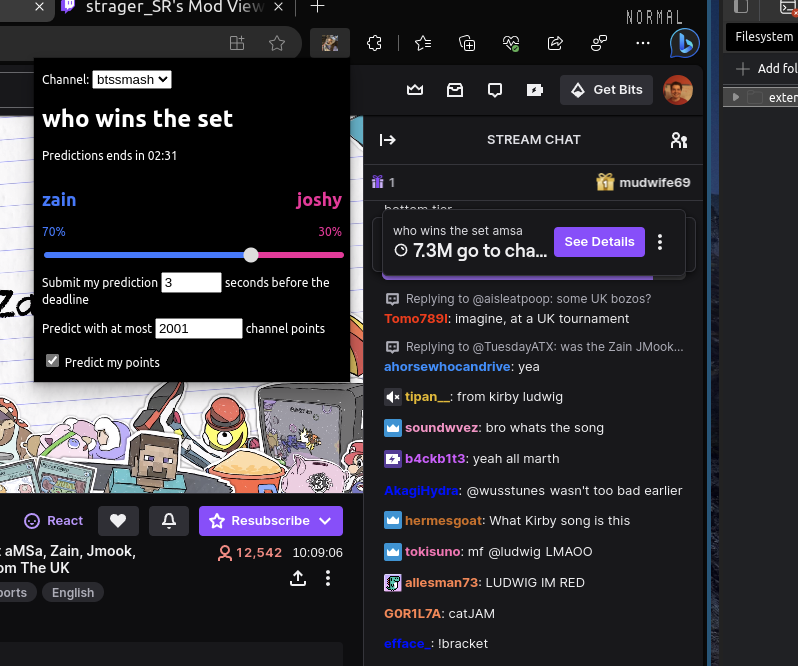 strager_SR's Mod View
NORMAL
Filesystem
Add fol
exten
Channel: btssmash
who wins the set
Predictions ends in 02:31
zain
joshy
70%
30%
Submit my prediction 3 seconds before the
deadline
Predict with at most 2001 channel points
Predict my points
Get Bits
STREAM CHAT
1
1
mudwife69
bottom tier
who wins the set amsa
7.3M go to cha...
See Details
Replying to @aisleatpoop: some UK bozos?
Tomo789l: imagine, at a UK tournament
Replying to @TuesdayATX: was the Zain JMook...
ahorsewhocandrive: yea
tipan__: from kirby ludwig
soundwvez: bro whats the song
b4ckb1t3: yeah all marth
AkagiHydra: @wusstunes wasn't too bad earlier
hermesgoat: What Kirby song is this
tokisuno: mf @ludwig LMAOO
allesman73: LUDWIG IM RED
G0R1L7A: catJAM
efface_: !bracket
React
Resubscribe
aMSa, Zain, Jmook,
om The UK
12,542
10:09:06
ports
English